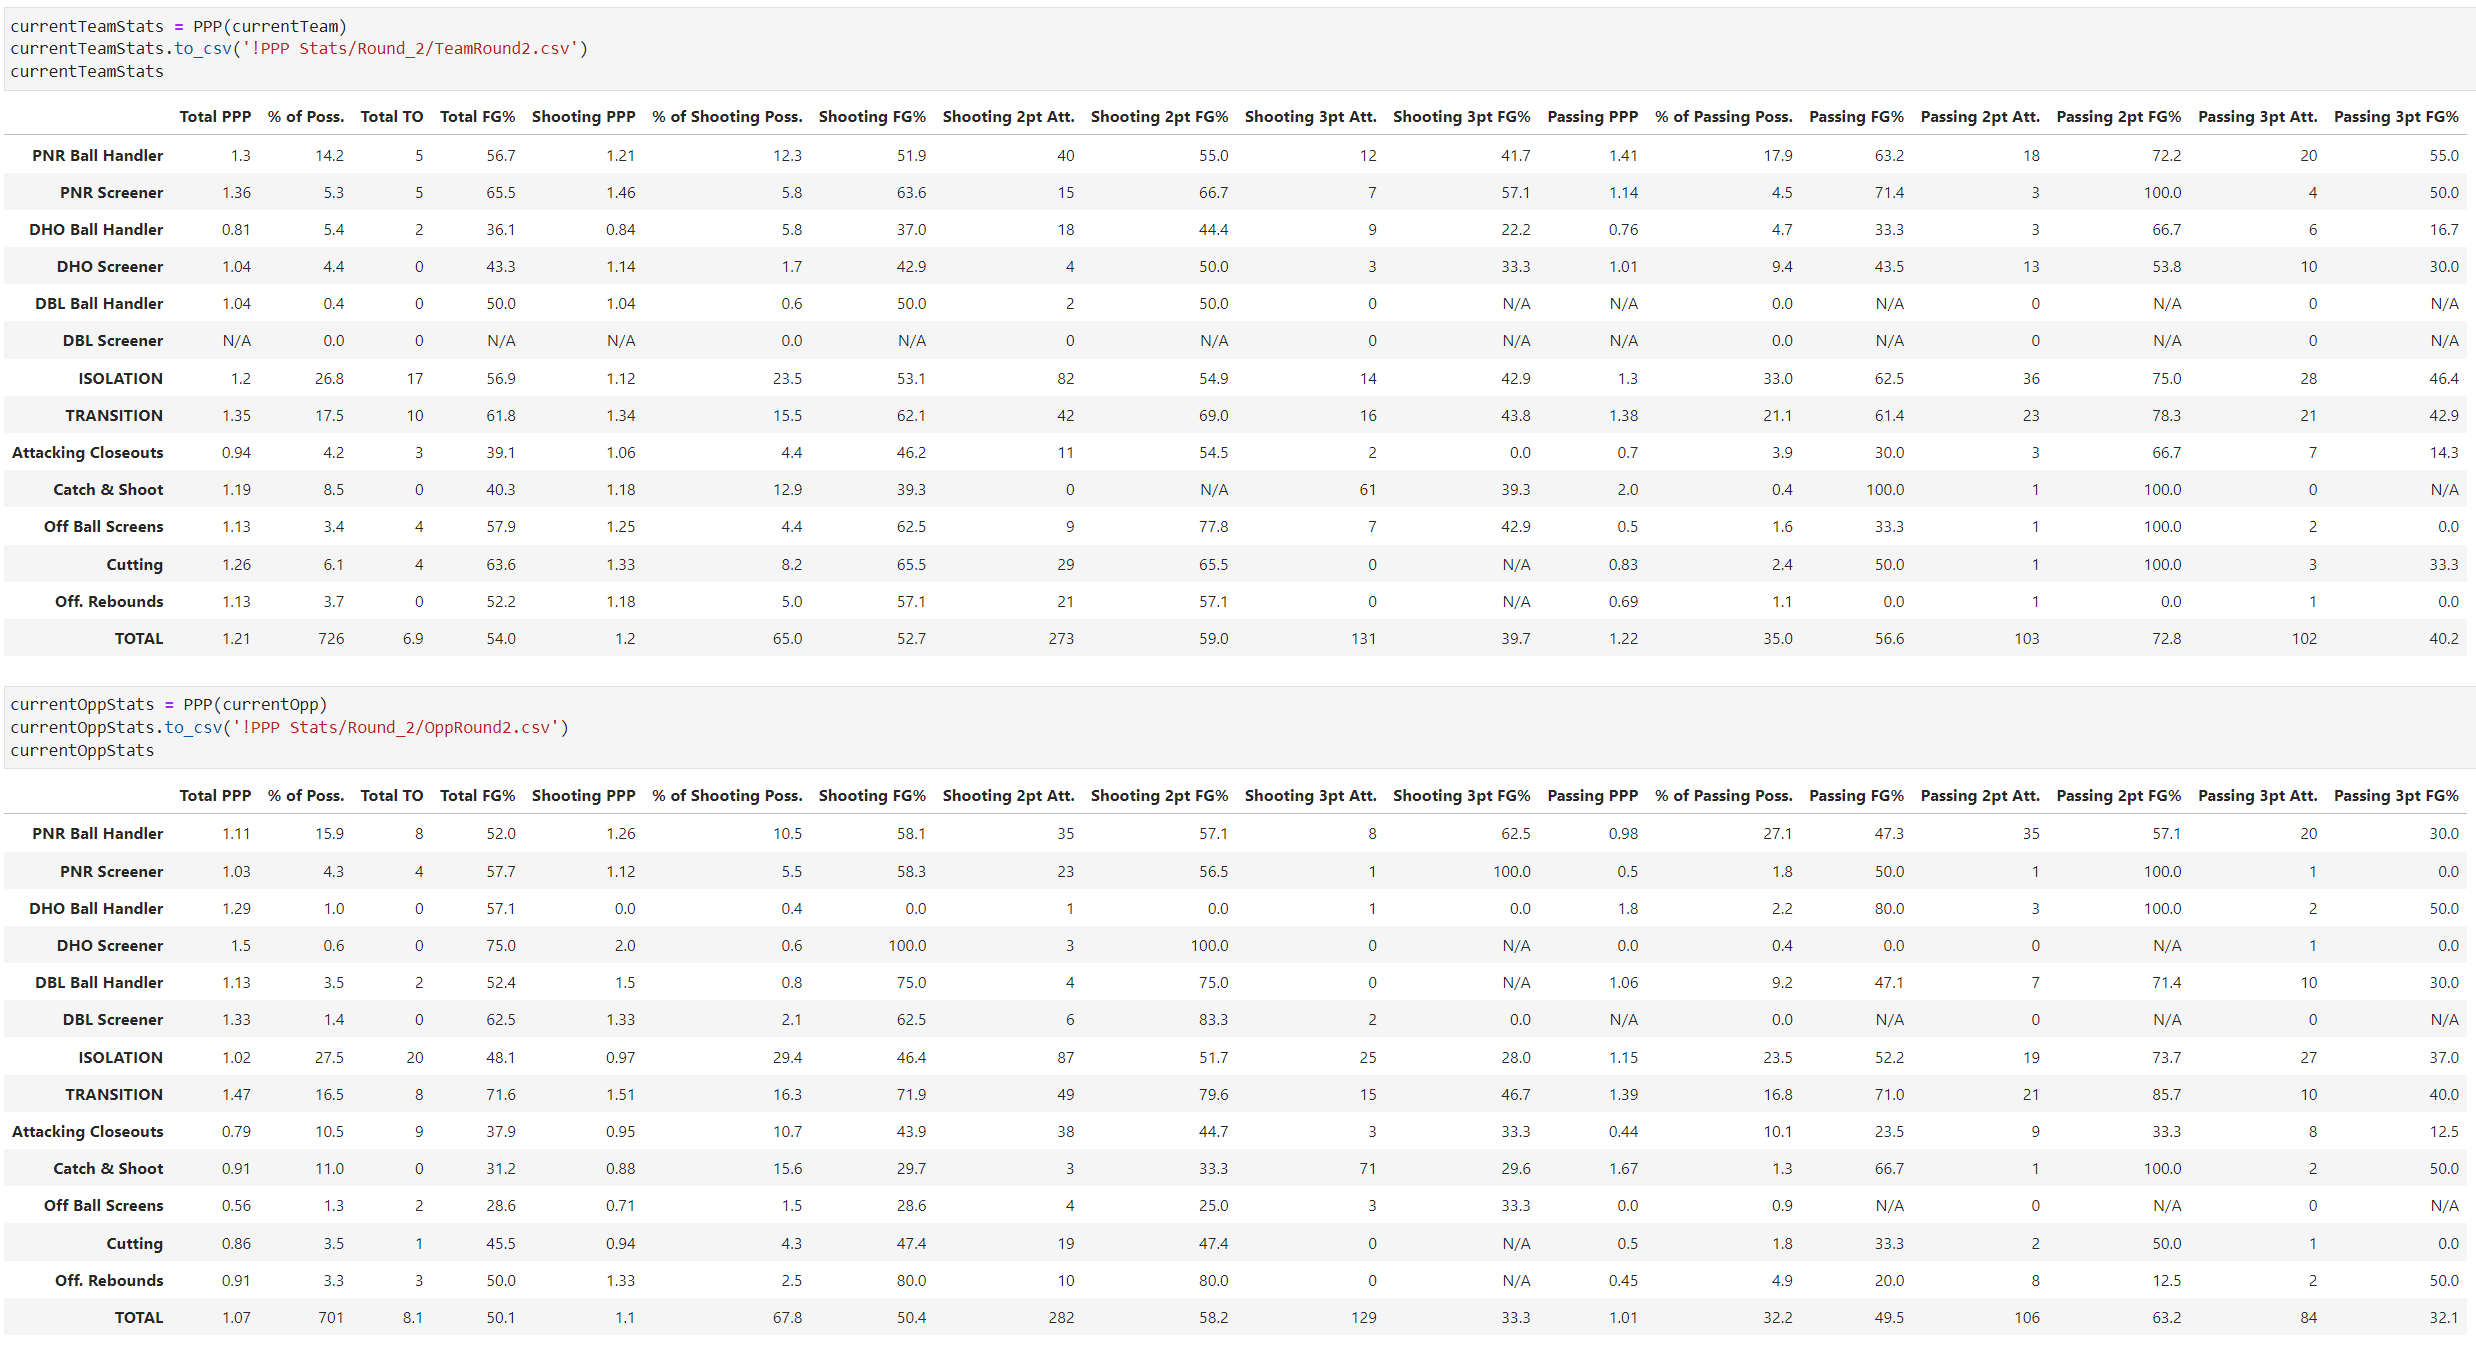 currentTeamStats = PPP(currentTeam)
currentTeamStats.to_csv('!PPP Stats/Round_2/TeamRound2.csv')
currentTeamStats
Total PPP % of Poss. Total TO Total FG% Shooting PPP % of Shooting Poss. Shooting FG% Shooting 2pt Att. Shooting 2pt FG% Shooting 3pt Att. Shooting 3pt FG% Passing PPP % of Passing Poss. Passing FG% Passing 2pt Att. Passing 2pt FG% Passing 3pt Att. Passing 3pt FG%
PNR Ball Handler 1.3 14.2 5 56.7 1.21 12.3 51.9 40 55.0 12 41.7 1.41 17.9 63.2 18 72.2 20 55.0
PNR Screener 1.36 5.3 5 65.5 1.46 5.8 63.6 15 66.7 7 57.1 1.14 4.5 71.4 3 100.0 4 50.0
DHO Ball Handler 0.81 5.4 2 36.1 0.84 5.8 37.0 18 44.4 9 22.2 0.76 4.7 33.3 3 66.7 6 16.7
DHO Screener 1.04 4.4 0 43.3 1.14 1.7 42.9 4 50.0 3 33.3 1.01 9.4 43.5 13 53.8 10 30.0
DBL Ball Handler 1.04 0.4 0 50.0 1.04 0.6 50.0 2 50.0 0 N/A N/A 0.0 N/A 0 N/A 0 N/A
DBL Screener N/A 0.0 0 N/A N/A 0.0 N/A 0 N/A 0 N/A N/A 0.0 N/A 0 N/A 0 N/A
ISOLATION 1.2 26.8 17 56.9 1.12 23.5 53.1 82 54.9 14 42.9 1.3 33.0 62.5 36 75.0 28 46.4
TRANSITION 1.35 17.5 10 61.8 1.34 15.5 62.1 42 69.0 16 43.8 1.38 21.1 61.4 23 78.3 21 42.9
Attacking Closeouts 0.94 4.2 3 39.1 1.06 4.4 46.2 11 54.5 2 0.0 0.7 3.9 30.0 3 66.7 7 14.3
Catch & Shoot 1.19 8.5 0 40.3 1.18 12.9 39.3 0 N/A 61 39.3 2.0 0.4 100.0 1 100.0 0 N/A
Off Ball Screens 1.13 3.4 4 57.9 1.25 4.4 62.5 9 77.8 7 42.9 0.5 1.6 33.3 1 100.0 2 0.0
Cutting 1.26 6.1 4 63.6 1.33 8.2 65.5 29 65.5 0 N/A 0.83 2.4 50.0 1 100.0 3 33.3
Off. Rebounds 1.13 3.7 0 52.2 1.18 5.0 57.1 21 57.1 0 N/A 0.69 1.1 0.0 1 0.0 1 0.0
TOTAL 1.21 726 6.9 54.0 1.2 65.0 52.7 273 59.0 131 39.7 1.22 35.0 56.6 103 72.8 102 40.2
currentOppStats = PPP(currentOpp)
currentOppStats.to_csv('!PPP Stats/Round_2/OppRound2.csv')
currentOppStats
Total PPP % of Poss. Total TO Total FG% Shooting PPP % of Shooting Poss. Shooting FG% Shooting 2pt Att. Shooting 2pt FG% Shooting 3pt Att. Shooting 3pt FG% Passing PPP % of Passing Poss. Passing FG% Passing 2pt Att. Passing 2pt FG% Passing 3pt Att. Passing 3pt FG%
PNR Ball Handler 1.11 15.9 8 52.0 1.26 10.5 58.1 35 57.1 8 62.5 0.98 27.1 47.3 35 57.1 20 30.0
PNR Screener 1.03 4.3 4 57.7 1.12 5.5 58.3 23 56.5 1 100.0 0.5 1.8 50.0 1 100.0 1 0.0
DHO Ball Handler 1.29 1.0 0 57.1 0.0 0.4 0.0 1 0.0 1 0.0 1.8 2.2 80.0 3 100.0 2 50.0
DHO Screener 1.5 0.6 0 75.0 2.0 0.6 100.0 3 100.0 0 N/A 0.0 0.4 0.0 0 N/A 1 0.0
DBL Ball Handler 1.13 3.5 2 52.4 1.5 0.8 75.0 4 75.0 0 N/A 1.06 9.2 47.1 7 71.4 10 30.0
DBL Screener 1.33 1.4 0 62.5 1.33 2.1 62.5 6 83.3 2 0.0 N/A 0.0 N/A 0 N/A 0 N/A
ISOLATION 1.02 27.5 20 48.1 0.97 29.4 46.4 87 51.7 25 28.0 1.15 23.5 52.2 19 73.7 27 37.0
TRANSITION 1.47 16.5 8 71.6 1.51 16.3 71.9 49 79.6 15 46.7 1.39 16.8 71.0 21 85.7 10 40.0
Attacking Closeouts 0.79 10.5 9 37.9 0.95 10.7 43.9 38 44.7 3 33.3 0.44 10.1 23.5 9 33.3 8 12.5
Catch & Shoot 0.91 11.0 0 31.2 0.88 15.6 29.7 3 33.3 71 29.6 1.67 1.3 66.7 1 100.0 2 50.0
Off Ball Screens 0.56 1.3 2 28.6 0.71 1.5 28.6 4 25.0 3 33.3 0.0 0.9 N/A 0 N/A 0 N/A
Cutting 0.86 3.5 1 45.5 0.94 4.3 47.4 19 47.4 0 N/A 0.5 1.8 33.3 2 50.0 1 0.0
Off. Rebounds 0.91 3.3 3 50.0 1.33 2.5 80.0 10 80.0 0 N/A 0.45 4.9 20.0 8 12.5 2 50.0
TOTAL 1.07 701 8.1 50.1 1.1 67.8 50.4 282 58.2 129 33.3 1.01 32.2 49.5 106 63.2 84 32.1